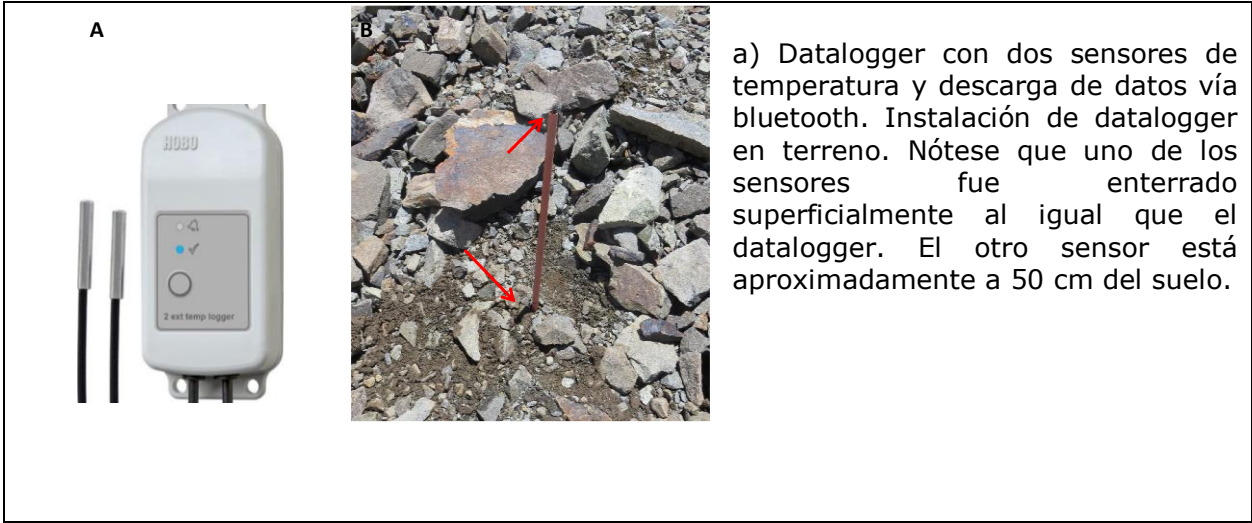 A
B
HOBO
2 ext temp logger
a) Datalogger con dos sensores de
temperatura y descarga de datos vía
bluetooth. Instalación de datalogger
en terreno. Nótese que uno de los
sensores fue enterrado
superficialmente al igual que el
datalogger. El otro sensor está
aproximadamente a 50 cm del suelo.